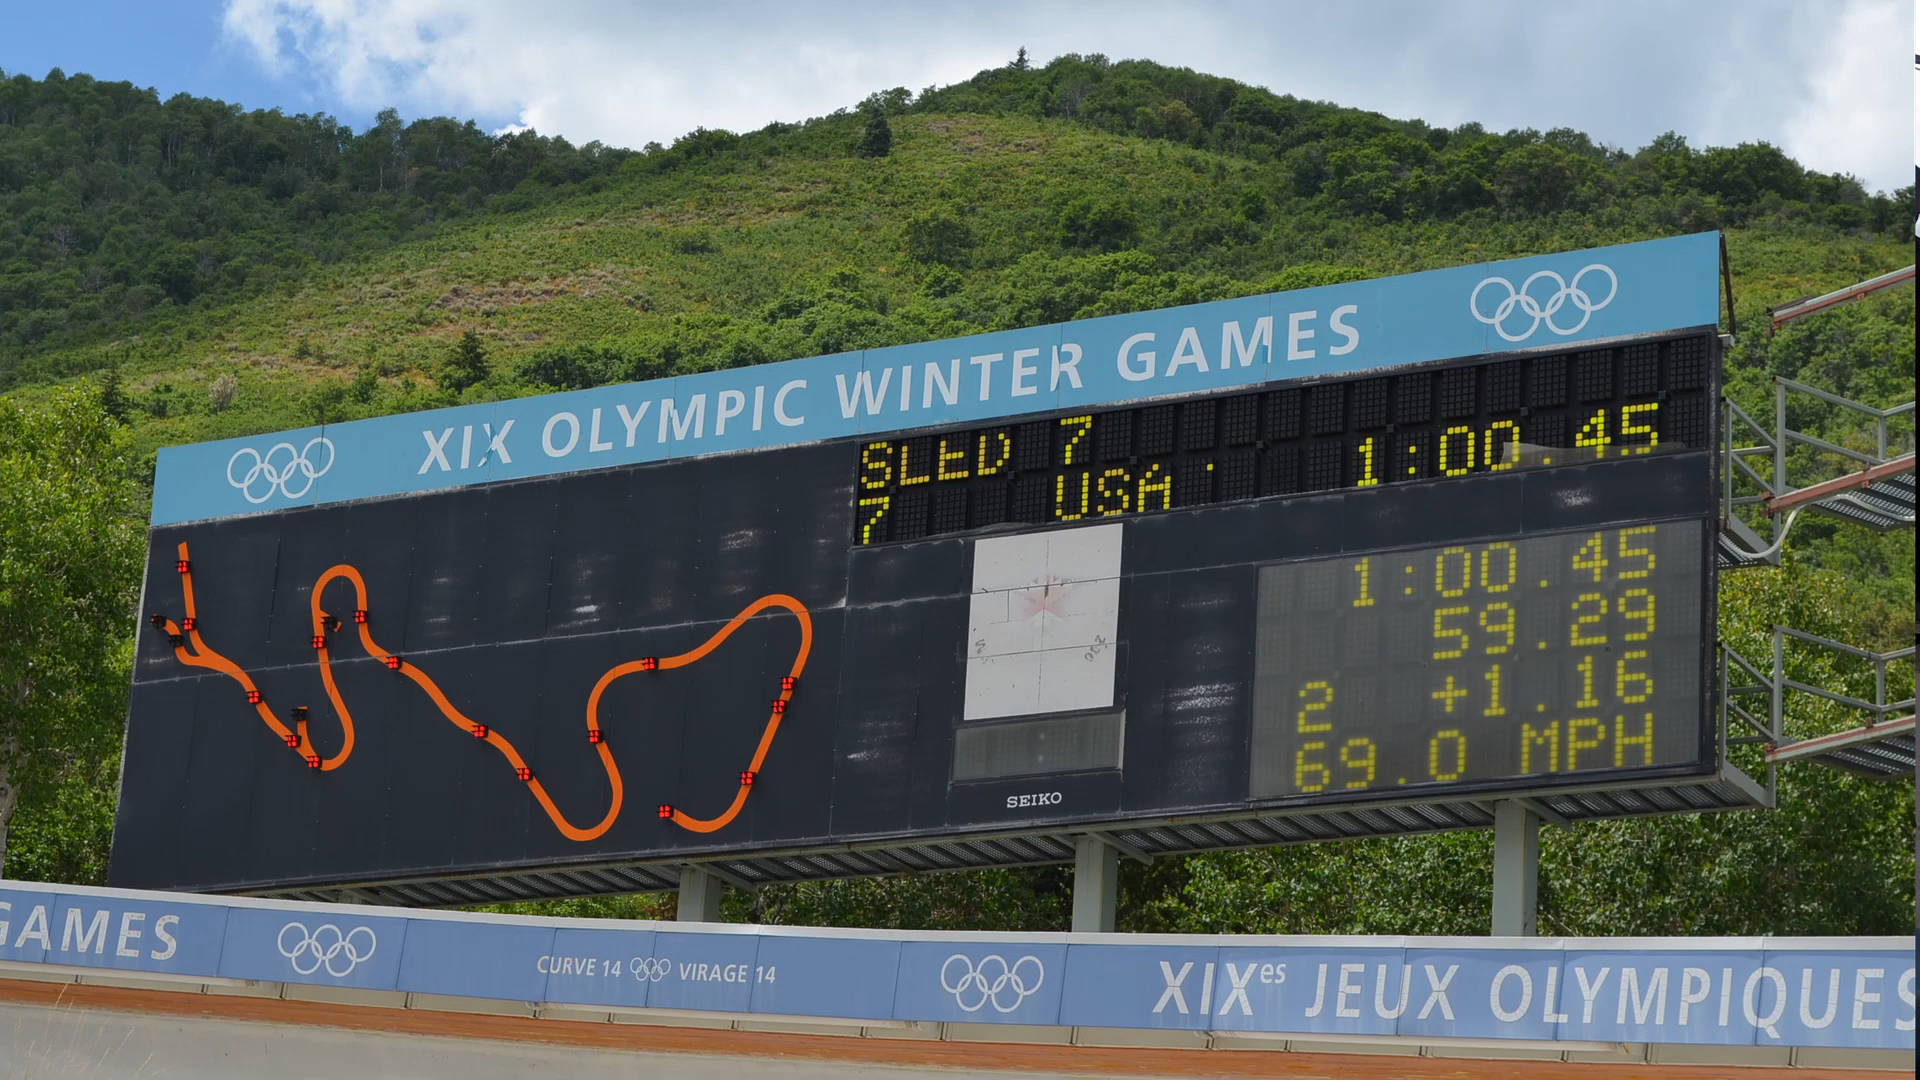 XIX OLYMPIC WINTER GAMES
SLED 7 1:00.45
7 USA
1:00.45
59.29
2 +1.16
69.0 MPH
SEIKO
GAMES
CURVE 14 VIRAGE 14
XIXes JEUX OLYMPIQUES